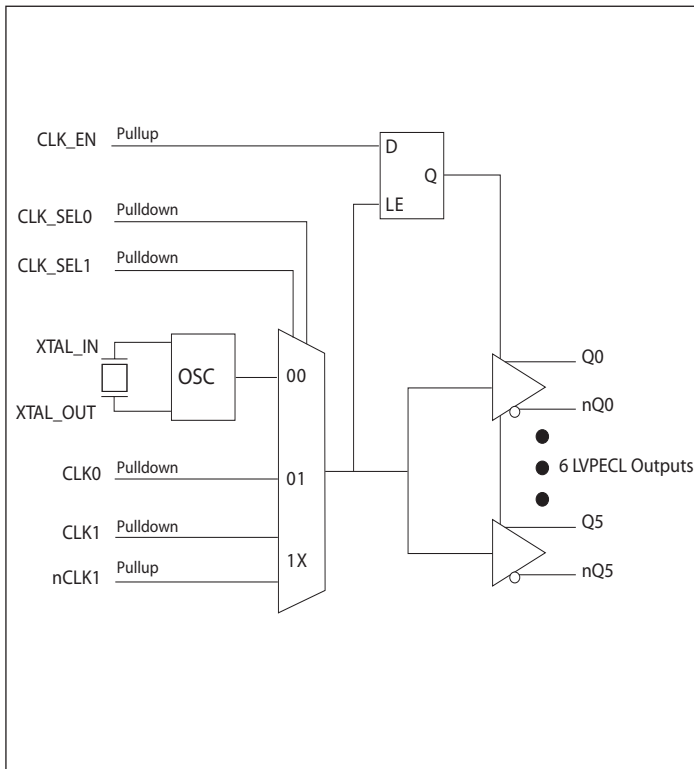 CLK_EN Pullup
D
Q
LE
CLK_SEL0 Pulldown
CLK_SEL1 Pulldown
XTAL_IN
OSC
XTAL_OUT
00
CLK0 Pulldown
01
CLK1 Pulldown
1X
nCLK1 Pullup
Q0
nQ0
6 LVPECL Outputs
Q5
nQ5